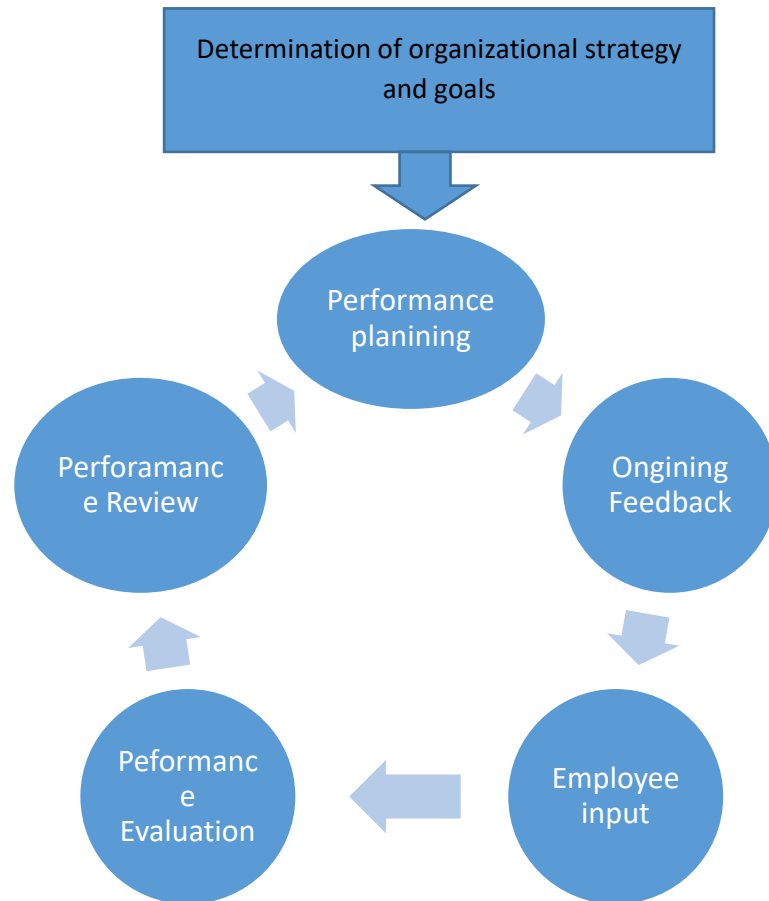 Determination of organizational strategy
and goals
Performance
planining
Ongining
Feedback
Employee
input
Peformanc
e
Evaluation
Perforamanc
e Review